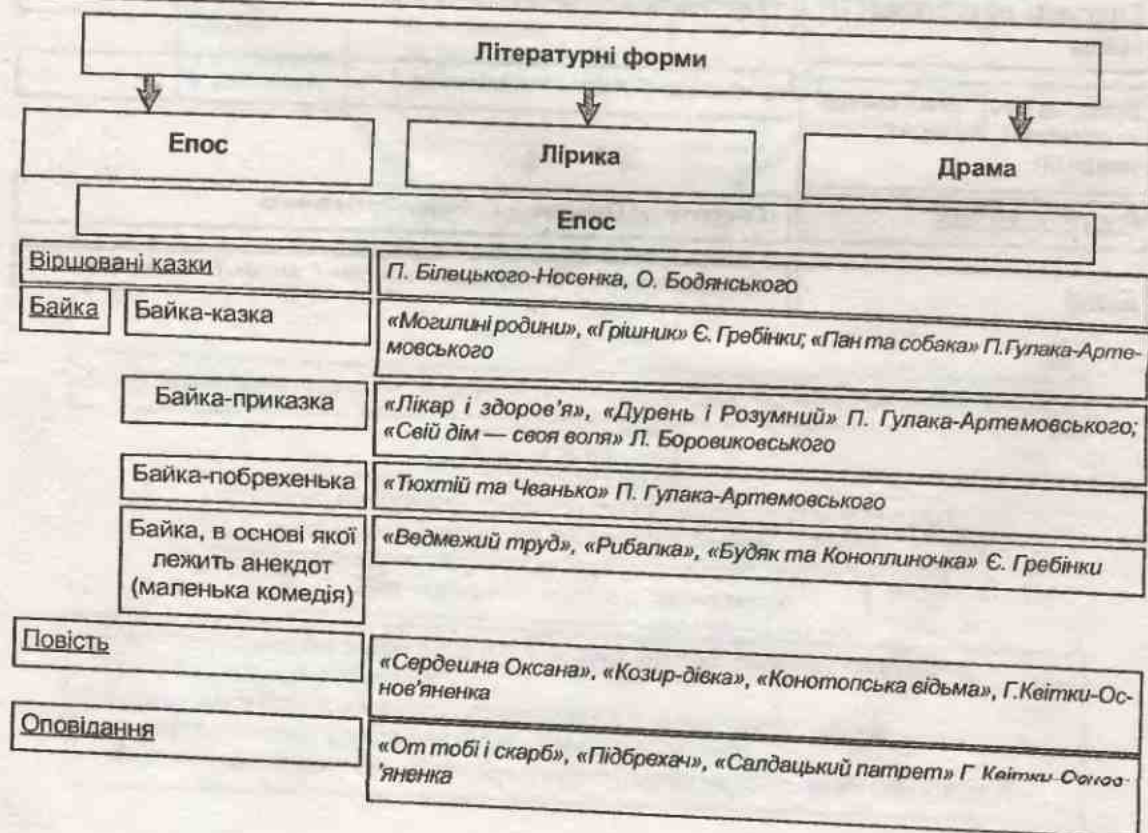 Літературні форми
Епос
Лірика
Драма
Епос
Віршовані казки
П. Білецького-Носенка, О. Бодянського
Байка
Байка-казка
«Могилині родини», «Грішник» Є. Гребінки; «Пан та собака» П.Гулака-Арте-
мовського
Байка-приказка
«Лікар і здоров'я», «Дурень і Розумний» П. Гулака-Артемовського;
«Свій дім — своя воля» Л. Боровиковського
Байка-побрехенька
«Тюхтій та Чванько» П. Гулака-Артемовського
Байка, в основі якої
лежить анекдот
(маленька комедія)
«Ведмежий труд», «Рибалка», «Будяк та Коноплиночка» Є. Гребінки
Повість
«Сердешна Оксана», «Козир-дівка», «Конотопська відьма», Г.Квітки-Ос-
нов'яненка
Оповідання
«От тобі і скарб», «Підбрехач», «Салдацький патрет» Г Квітки-Основ-
'яненка